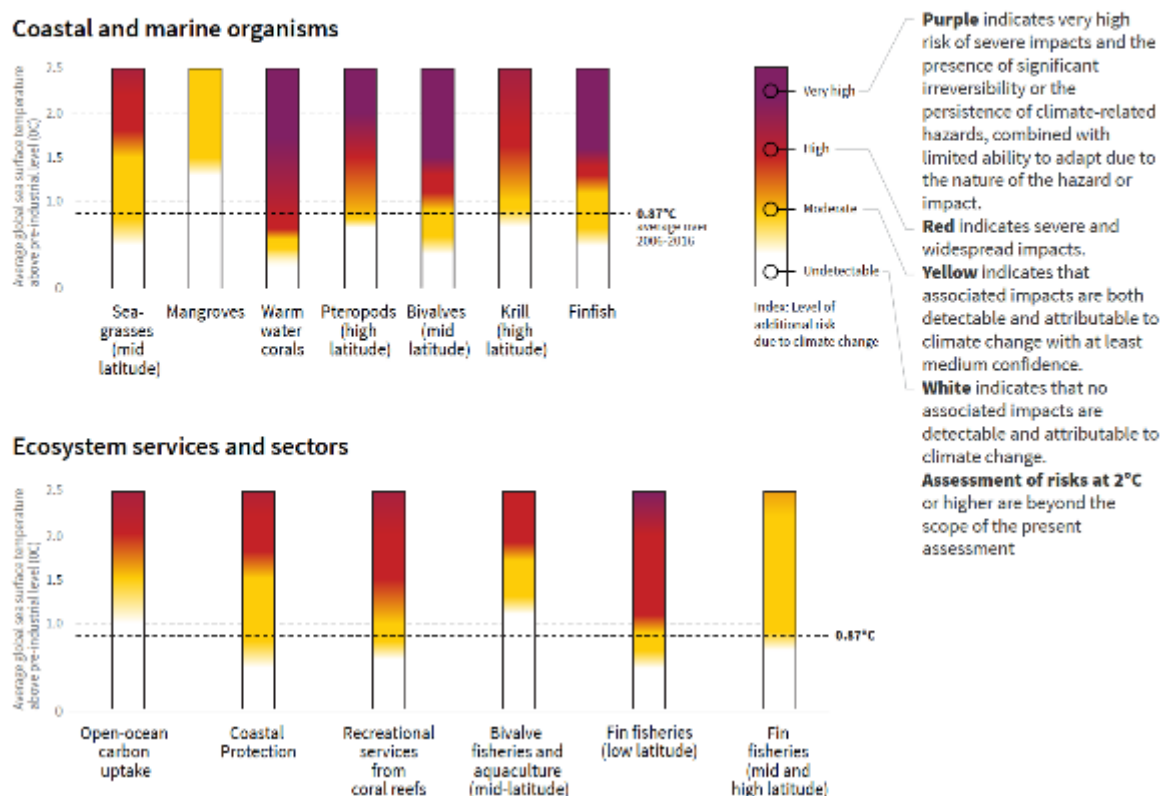 Coastal and marine organisms
Average global sea surface temperature
above pre-industrial level (0C)
2.5
2.0
1.5
1.0
0
0.87°C
average over
2006-2016
Sea-
grasses
(mid
latitude)
Mangroves
Warm
water
corals
Pteropods
(high
latitude)
Bivalves
(mid
latitude)
Krill
(high
latitude)
Finfish
Very high
High
Moderate
Undetectable
Index: Level of
additional risk
due to climate change
Purple indicates very high
risk of severe impacts and the
presence of significant
irreversibility or the
persistence of climate-related
hazards, combined with
limited ability to adapt due to
the nature of the hazard or
impact.
Red indicates severe and
widespread impacts.
Yellow indicates that
associated impacts are both
detectable and attributable to
climate change with at least
medium confidence.
White indicates that no
associated impacts are
detectable and attributable to
climate change.
Assessment of risks at 2°C
or higher are beyond the
scope of the present
assessment
Ecosystem services and sectors
Average global sea surface temperature
above pre-industrial level (0C)
2.5
2.0
1.5
1.0
0
0.87°C
Open-ocean
carbon
uptake
Coastal
Protection
Recreational
services
from
coral reefs
Bivalve
fisheries and
aquaculture
(mid-latitude)
Fin fisheries
(low latitude)
Fin
fisheries
(mid and
high latitude)